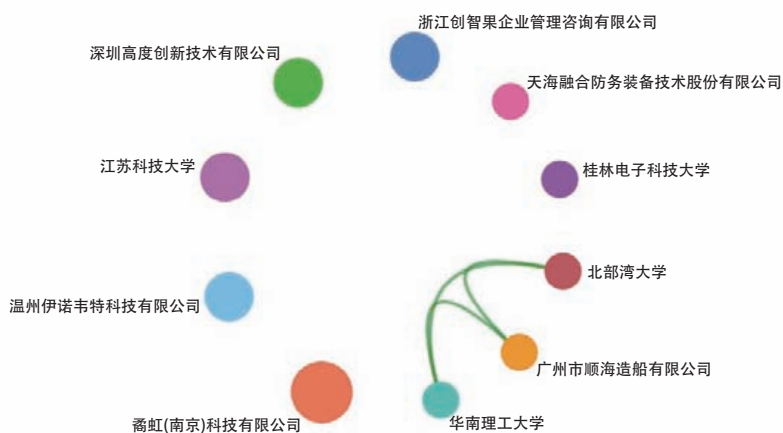 浙江创智果企业管理咨询有限公司
深圳高度创新技术有限公司
天海融合防务装备技术股份有限公司
江苏科技大学
桂林电子科技大学
北部湾大学
温州伊诺韦特科技有限公司
广州市顺海造船有限公司
矞虹(南京)科技有限公司
华南理工大学